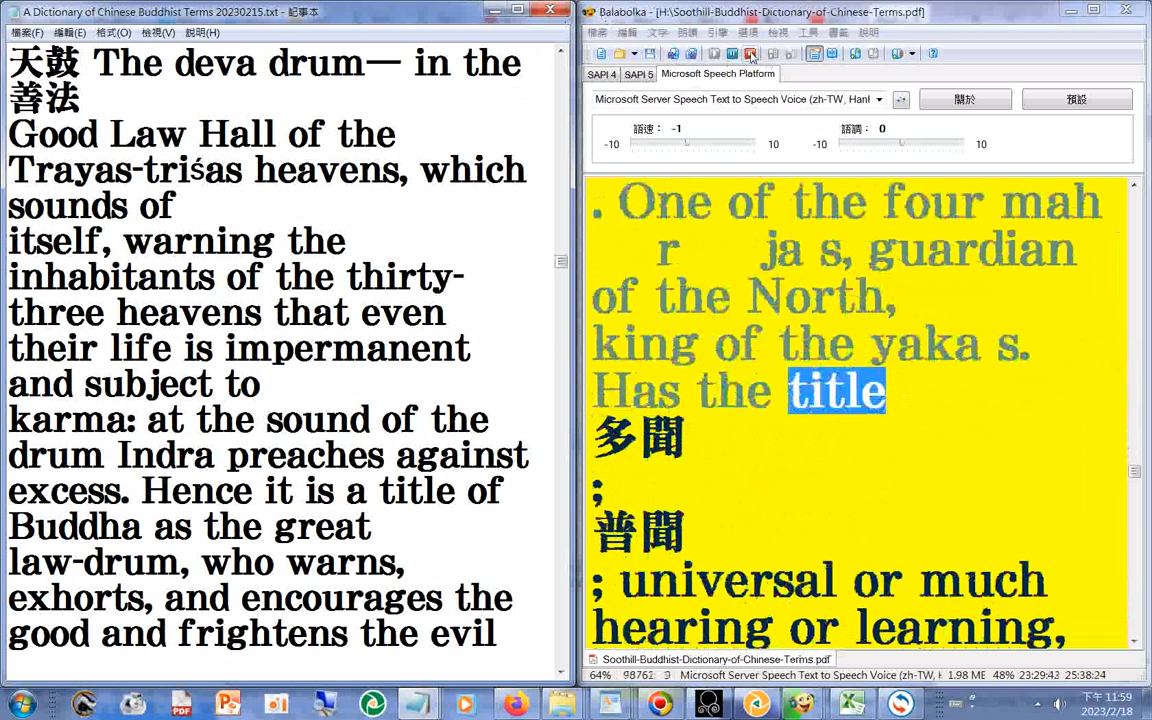 A Dictionary of Chinese Buddhist Terms 20230215.txt - 記事本
檔案(F) 編輯(E) 格式(O) 檢視(V) 說明(H)
天鼓 The deva drum— in the
善法
Good Law Hall of the
Trayas-triśas heavens, which
sounds of
itself, warning the
inhabitants of the thirty-
three heavens that even
their life is impermanent
and subject to
karma: at the sound of the
drum Indra preaches against
excess. Hence it is a title of
Buddha as the great
law-drum, who warns,
exhorts, and encourages the
good and frightens the evil
Balabolka - [H:\Soothill-Buddhist-Dictionary-of-Chinese-Terms.pdf]
檔案 編輯 文字 朗讀 引擎 選項 檢視 工具 書籤 說明
SAPI 4 SAPI 5 Microsoft Speech Platform
Microsoft Server Speech Text to Speech Voice (zh-TW, Hanl
關於 預設
語速： -1 語調： 0
-10 10 -10 10
. One of the four mah
r ja s, guardian
of the North,
king of the yaka s.
Has the title
多聞
;
普聞
; universal or much
hearing or learning,
Soothill-Buddhist-Dictionary-of-Chinese-Terms.pdf
64% 98762: 9 Microsoft Server Speech Text to Speech Voice (zh-TW, H 1.98 ME 48% 23:29:43 25:38:24
PDF
下午 11:59
2023/2/18